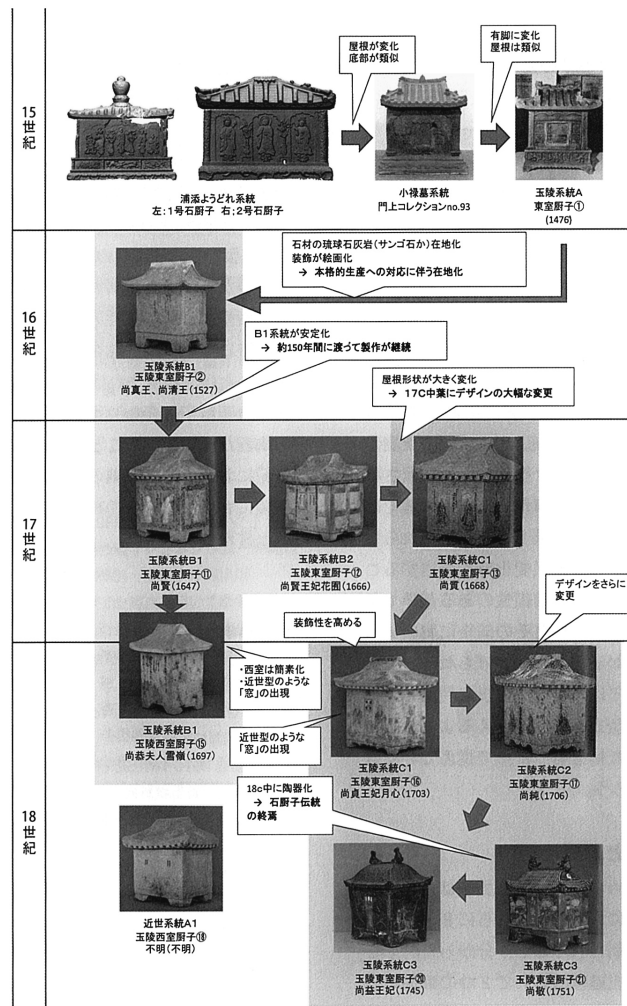 15世紀
屋根が変化
底部が類似
有脚に変化
屋根は類似
浦添ようどれ系統
左:1号石厨子 右;2号石厨子
小禄墓系統
門上コレクションno.93
玉陵系統A
東室厨子①
(1476)
16世紀
石材の琉球石灰岩(サンゴ石か)在地化
装飾が絵画化
→ 本格的生産への対応に伴う在地化
玉陵系統B1
玉陵東室厨子②
尚真王、尚清王(1527)
B1系統が安定化
→ 約150年間に渡って製作が継続
屋根形状が大きく変化
→ 17C中葉にデザインの大幅な変更
17世紀
玉陵系統B1
玉陵東室厨子⑪
尚賢(1647)
玉陵系統B2
玉陵東室厨子⑫
尚賢王妃花囿(1666)
玉陵系統C1
玉陵東室厨子⑬
尚質(1668)
デザインをさらに
変更
装飾性を高める
18世紀
・西室は簡素化
・近世型のような
「窓」の出現
玉陵系統B1
玉陵西室厨子⑮
尚恭夫人雪嶺(1697)
近世型のような
「窓」の出現
玉陵系統C1
玉陵東室厨子⑯
尚貞王妃月心(1703)
玉陵系統C2
玉陵東室厨子⑰
尚純(1706)
18c中に陶器化
→ 石厨子伝統
の終焉
近世系統A1
玉陵西室厨子⑱
不明(不明)
玉陵系統C3
玉陵東室厨子⑳
尚益王妃(1745)
玉陵系統C3
玉陵東室厨子㉑
尚敬(1751)